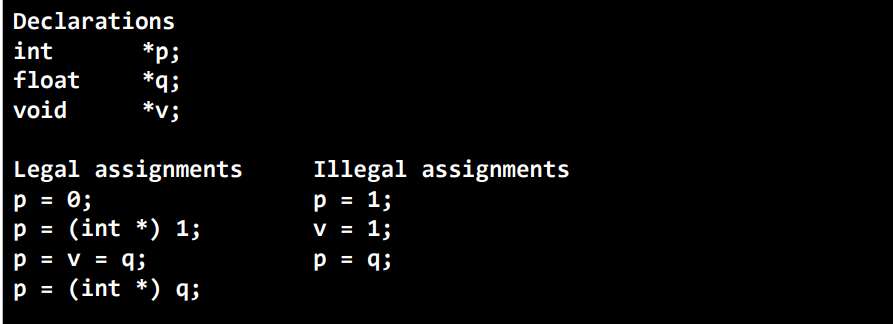 Declarations
int *p;
float *q;
void *v;
Legal assignments Illegal assignments
p = 0; p = 1;
p = (int *) 1; v = 1;
p = v = q; p = q;
p = (int *) q;